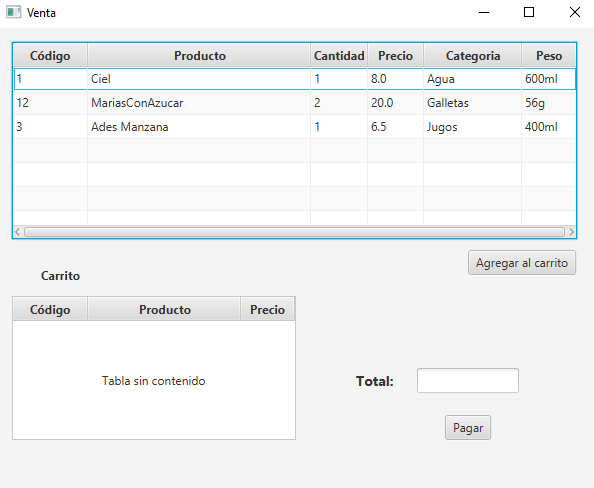 Venta
Código Producto Cantidad Precio Categoria Peso
1 Ciel 1 8.0 Agua 600ml
12 MariasConAzucar 2 20.0 Galletas 56g
3 Ades Manzana 1 6.5 Jugos 400ml
Agregar al carrito
Carrito
Código Producto Precio
Tabla sin contenido
Total:
Pagar